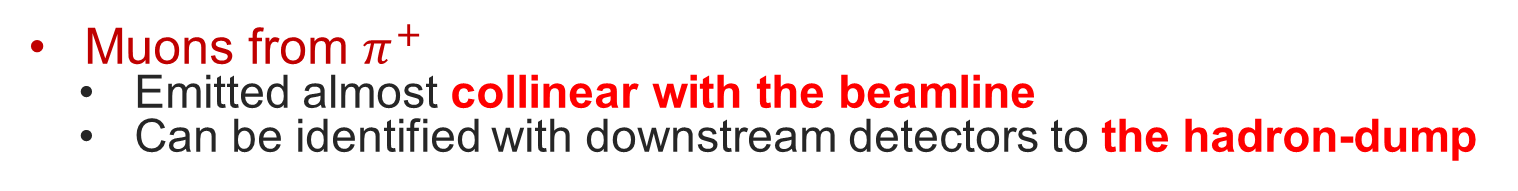 • Muons from π⁺
• Emitted almost collinear with the beamline
• Can be identified with downstream detectors to the hadron-dump